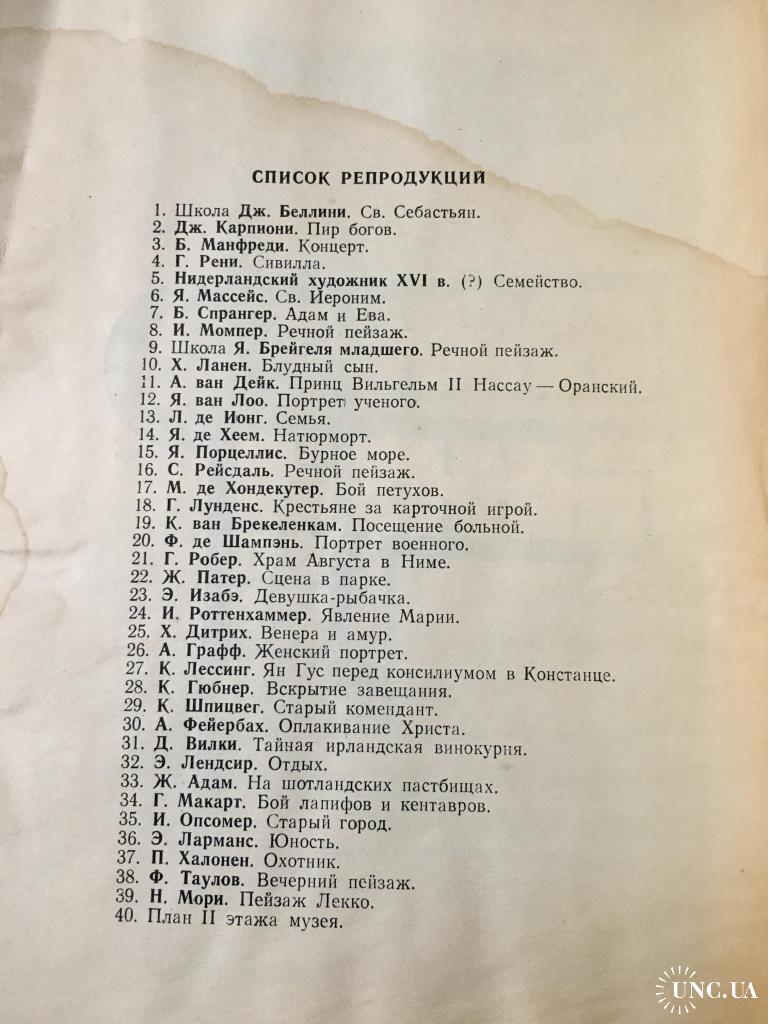 СПИСОК РЕПРОДУКЦИЙ
1. Школа Дж. Беллини. Св. Себастьян.
2. Дж. Карпиони. Пир богов.
3. Б. Манфреди. Концерт.
4. Г. Рени. Сивилла.
5. Нидерландский художник XVI в. (?) Семейство.
6. Я. Массейс. Св. Иероним.
7. Б. Спрангер. Адам и Ева.
8. И. Момпер. Речной пейзаж.
9. Школа Я. Брейгеля младшего. Речной пейзаж.
10. Х. Ланен. Блудный сын.
11. А. ван Дейк. Принц Вильгельм II Нассау — Оранский.
12. Я. ван Лоо. Портрет ученого.
13. Л. де Ионг. Семья.
14. Я. де Хеем. Натюрморт.
15. Я. Порцеллис. Бурное море.
16. С. Рейсдаль. Речной пейзаж.
17. М. де Хондекутер. Бой петухов.
18. Г. Лунденс. Крестьяне за карточной игрой.
19. К. ван Брекеленкам. Посещение больной.
20. Ф. де Шампэнь. Портрет военного.
21. Г. Робер. Храм Августа в Ниме.
22. Ж. Патер. Сцена в парке.
23. Э. Изабэ. Девушка-рыбачка.
24. И. Роттенхаммер. Явление Марии.
25. Х. Дитрих. Венера и амур.
26. А. Графф. Женский портрет.
27. К. Лессинг. Ян Гус перед консилиумом в Констанце.
28. К. Гюбнер. Вскрытие завещания.
29. К. Шпицвег. Старый комендант.
30. А. Фейербах. Оплакивание Христа.
31. Д. Вилки. Тайная ирландская винокурня.
32. Э. Лендсир. Отдых.
33. Ж. Адам. На шотландских пастбищах.
34. Г. Макарт. Бой лапифов и кентавров.
35. И. Опсомер. Старый город.
36. Э. Ларманс. Юность.
37. П. Халонен. Охотник.
38. Ф. Таулов. Вечерний пейзаж.
39. Н. Мори. Пейзаж Лекко.
40. План II этажа музея.
UNC.UA